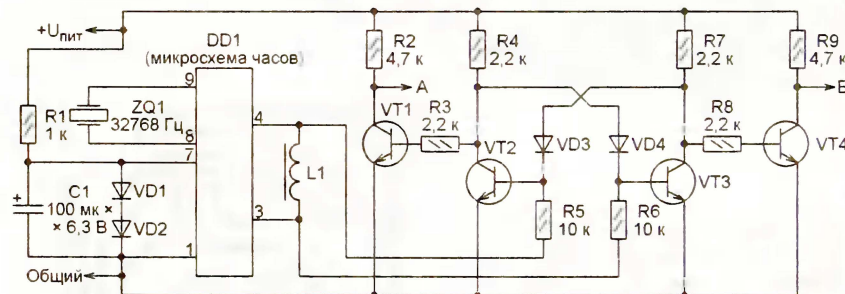 +Uпит
DD1
(микросхема часов)
9
ZQ1
32768 Гц
8
7
R1
1 к
C1
100 мк ×
× 6,3 В
VD1
VD2
1
Общий
4
3
L1
R2
4,7 к
A
VT1
R3
2,2 к
R4
2,2 к
VT2
VD3
VD4
R5
10 к
R6
10 к
R7
2,2 к
R8
2,2 к
VT3
R9
4,7 к
VT4
+